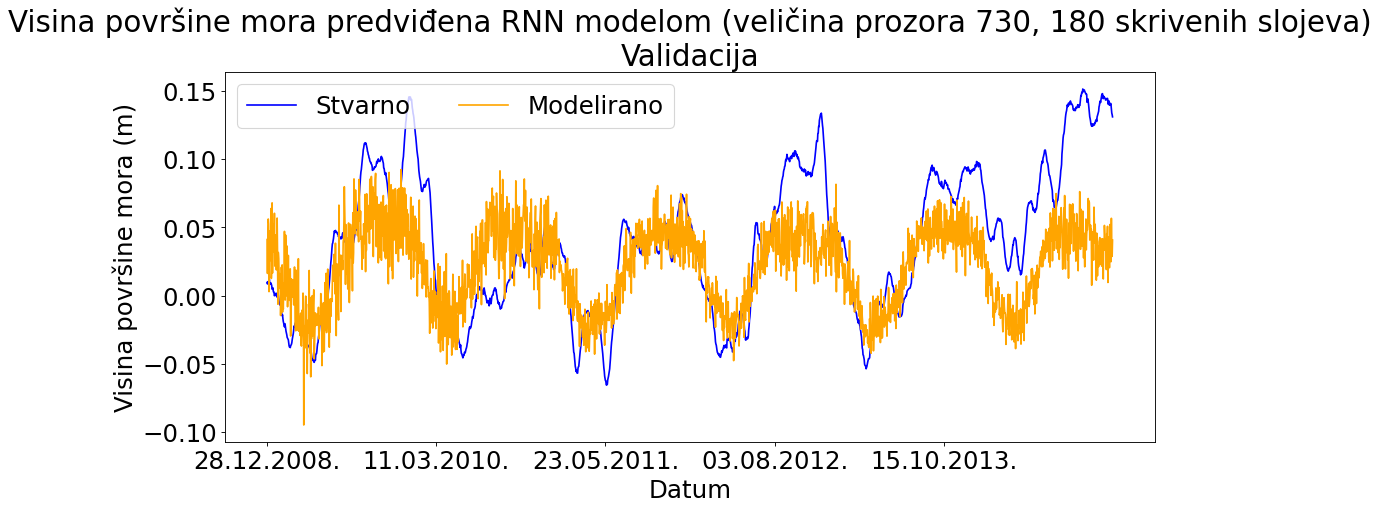 Visina površine mora predviđena RNN modelom (veličina prozora 730, 180 skrivenih slojeva)
Validacija
Stvarno
Modelirano
Visina površine mora (m)
0.15
0.10
0.05
0.00
−0.05
−0.10
28.12.2008.
11.03.2010.
23.05.2011.
03.08.2012.
15.10.2013.
Datum